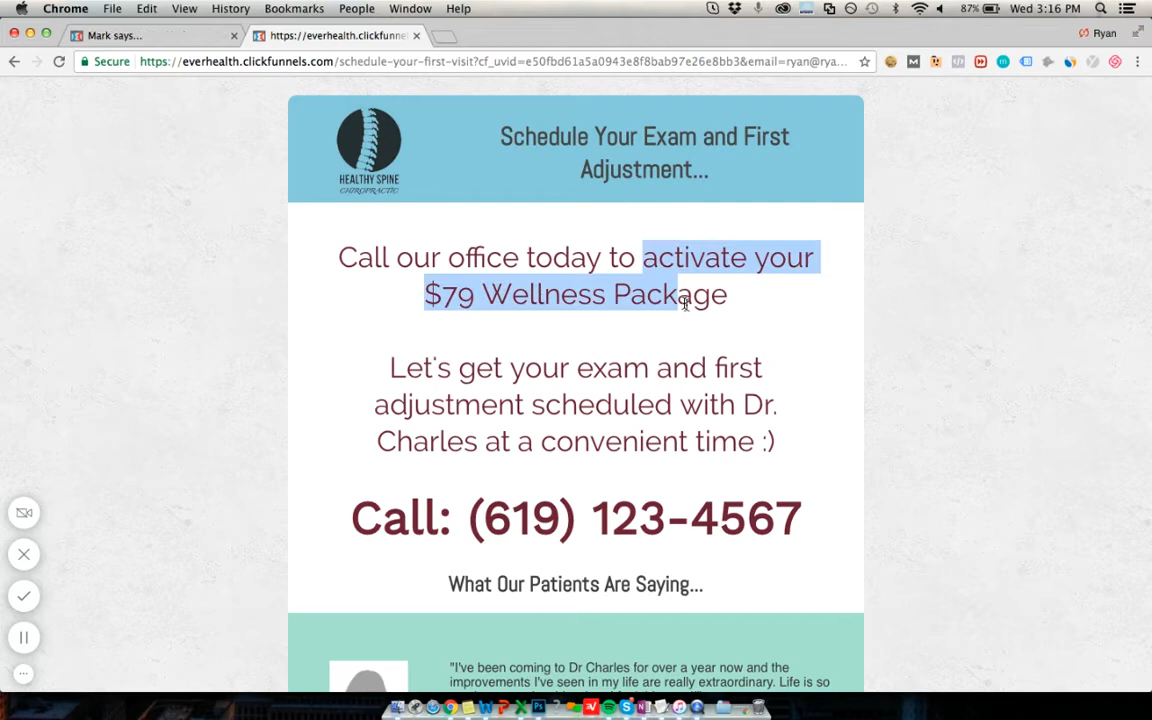 Chrome File Edit View History Bookmarks People Window Help 87% Wed 3:16 PM
Mark says... https://everhealth.clickfunne Ryan
Secure https://everhealth.clickfunnels.com/schedule-your-first-visit?cf_uvid=e50fbd61a5a0943e8f8bab97e26e8bb3&email=ryan@rya...
HEALTHY SPINE
CHIROPRACTIC
Schedule Your Exam and First
Adjustment...
Call our office today to activate your
$79 Wellness Package
Let's get your exam and first
adjustment scheduled with Dr.
Charles at a convenient time :)
Call: (619) 123-4567
What Our Patients Are Saying...
"I've been coming to Dr Charles for over a year now and the
improvements I've seen in my life are really extraordinary. Life is so